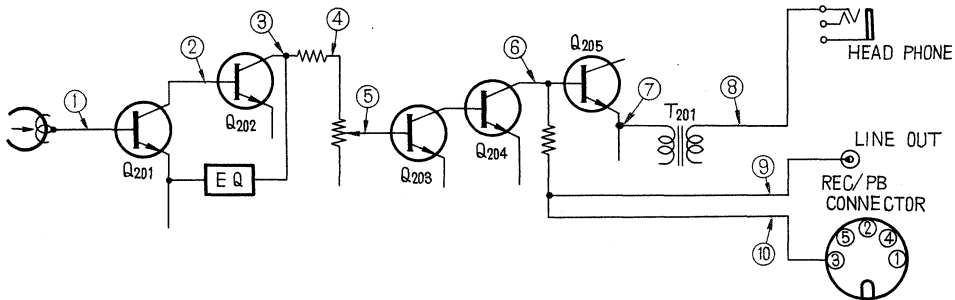 ① ② ③ ④ ⑤ ⑥ ⑦ ⑧ ⑨ ⑩
Q201
Q202
EQ
Q203
Q204
Q205
T201
HEAD PHONE
LINE OUT
REC/PB
CONNECTOR
③ ⑤ ② ④ ①